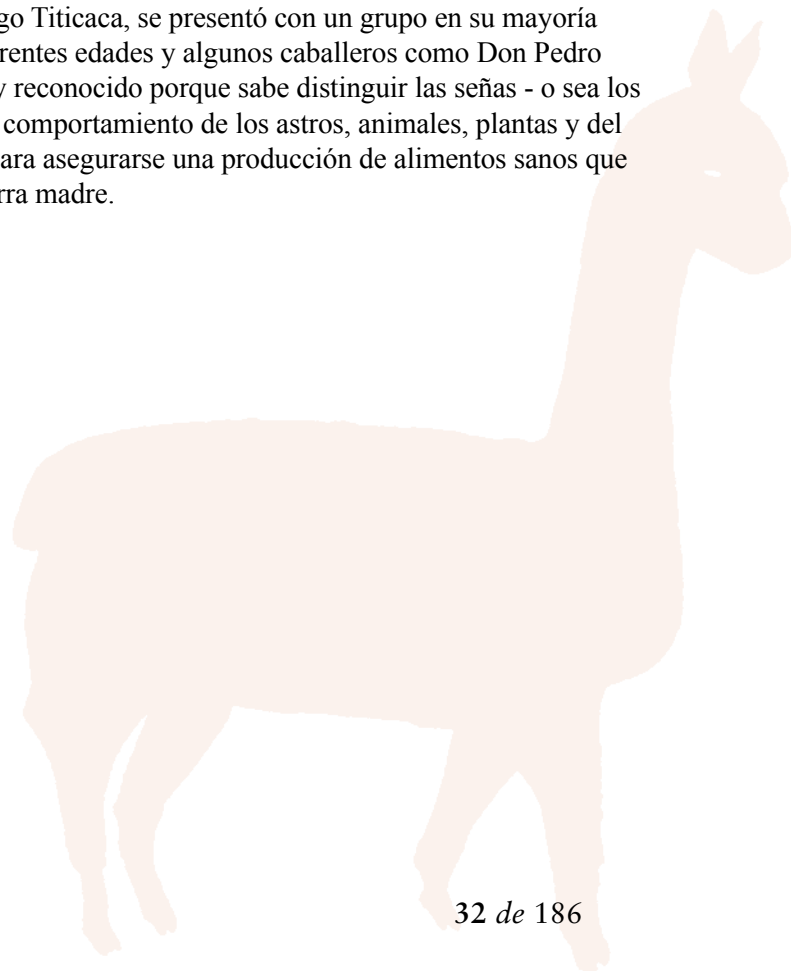 go Titicaca, se presentó con un grupo en su mayoría
rentes edades y algunos caballeros como Don Pedro
y reconocido porque sabe distinguir las señas - o sea los
comportamiento de los astros, animales, plantas y del
ara asegurarse una producción de alimentos sanos que
rra madre.
32 de 186